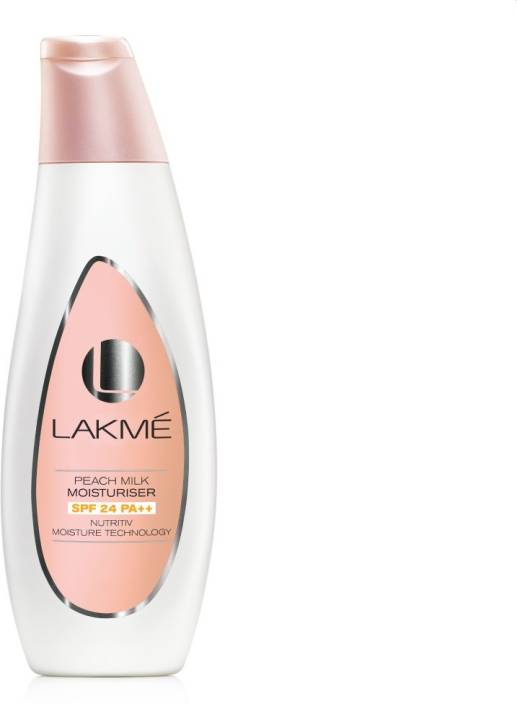 L
LAKMÉ
PEACH MILK
MOISTURISER
SPF 24 PA++
NUTRITIV
MOISTURE TECHNOLOGY